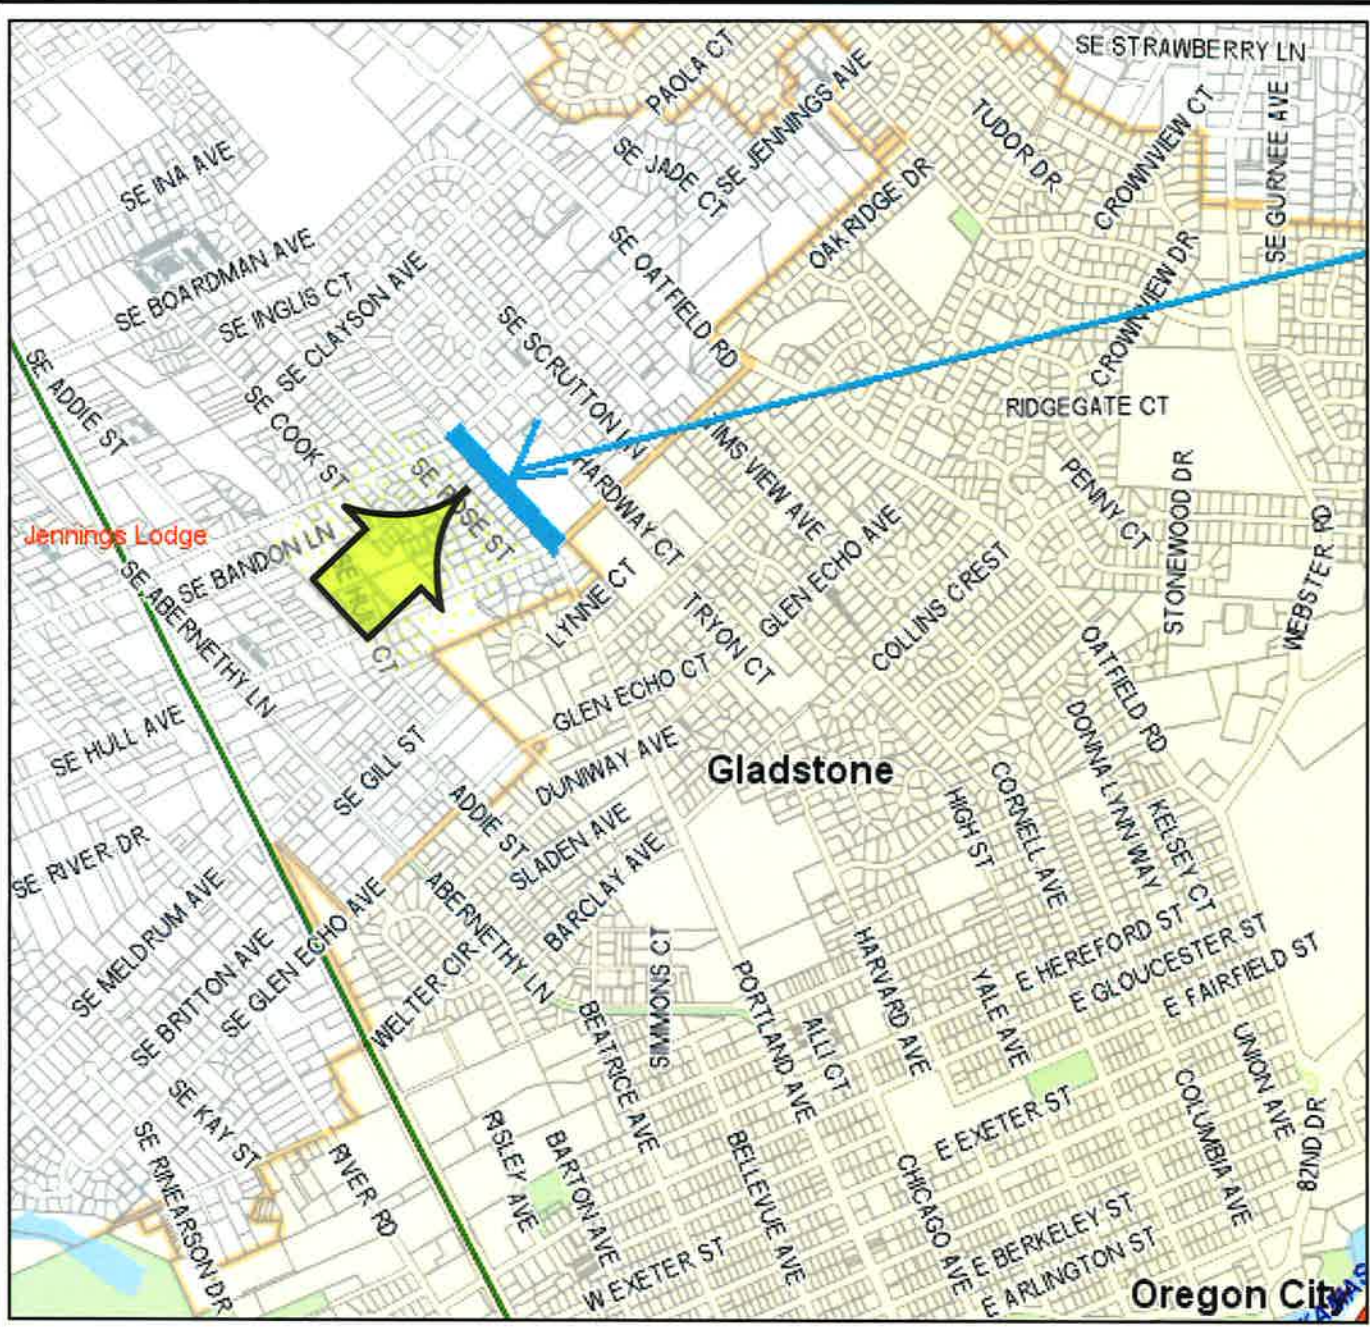 SE STRAWBERRY LN
PAOLA CT
SE JENNINGS AVE
TUDOR DR
CROWNVIEW CT
SE GURNEE AVE
SE INA AVE
SE JADE CT
OAKRIDGE DR
SE BOARDMAN AVE
SE INGLIS CT
SE CLAYSON AVE
SE OATFIELD RD
CROWNVIEW DR
SE SCRUTTON LN
SE ADDIE ST
SE COOK ST
RIDGEGATE CT
HARDWAY CT
VIMS VIEW AVE
PENNY CT
STONEWOOD DR
WEBSTER RD
Jennings Lodge
SE BANDON LN
SE ABERNETHY LN
CT
LYNNE CT
TRYON CT
GLEN ECHO AVE
COLLINS CREST
OATFIELD RD
GLEN ECHO CT
SE HULL AVE
SE GILL ST
DUNIWAY AVE
Gladstone
DONNA LYNN WAY
ADDIE ST
SLADEN AVE
BARCLAY AVE
HIGH ST
CORNELL AVE
KELSEY CT
SE RIVER DR
SE MELDRUM AVE
SE BRITTON AVE
SE GLEN ECHO AVE
ABERNETHY LN
WELTER CIR
SIMMONS CT
PORTLAND AVE
HARVARD AVE
YALE AVE
E HEREFORD ST
E GLOUCESTER ST
E FAIRFIELD ST
BEATRICE AVE
ALLI CT
UNION AVE
SE KAY ST
SE RINEARSON DR
RIVER RD
RISLEY AVE
BARTON AVE
BELLEVUE AVE
CHICAGO AVE
E EXETER ST
COLUMBIA AVE
82ND DR
W EXETER ST
E BERKELEY ST
E ARLINGTON ST
Oregon City